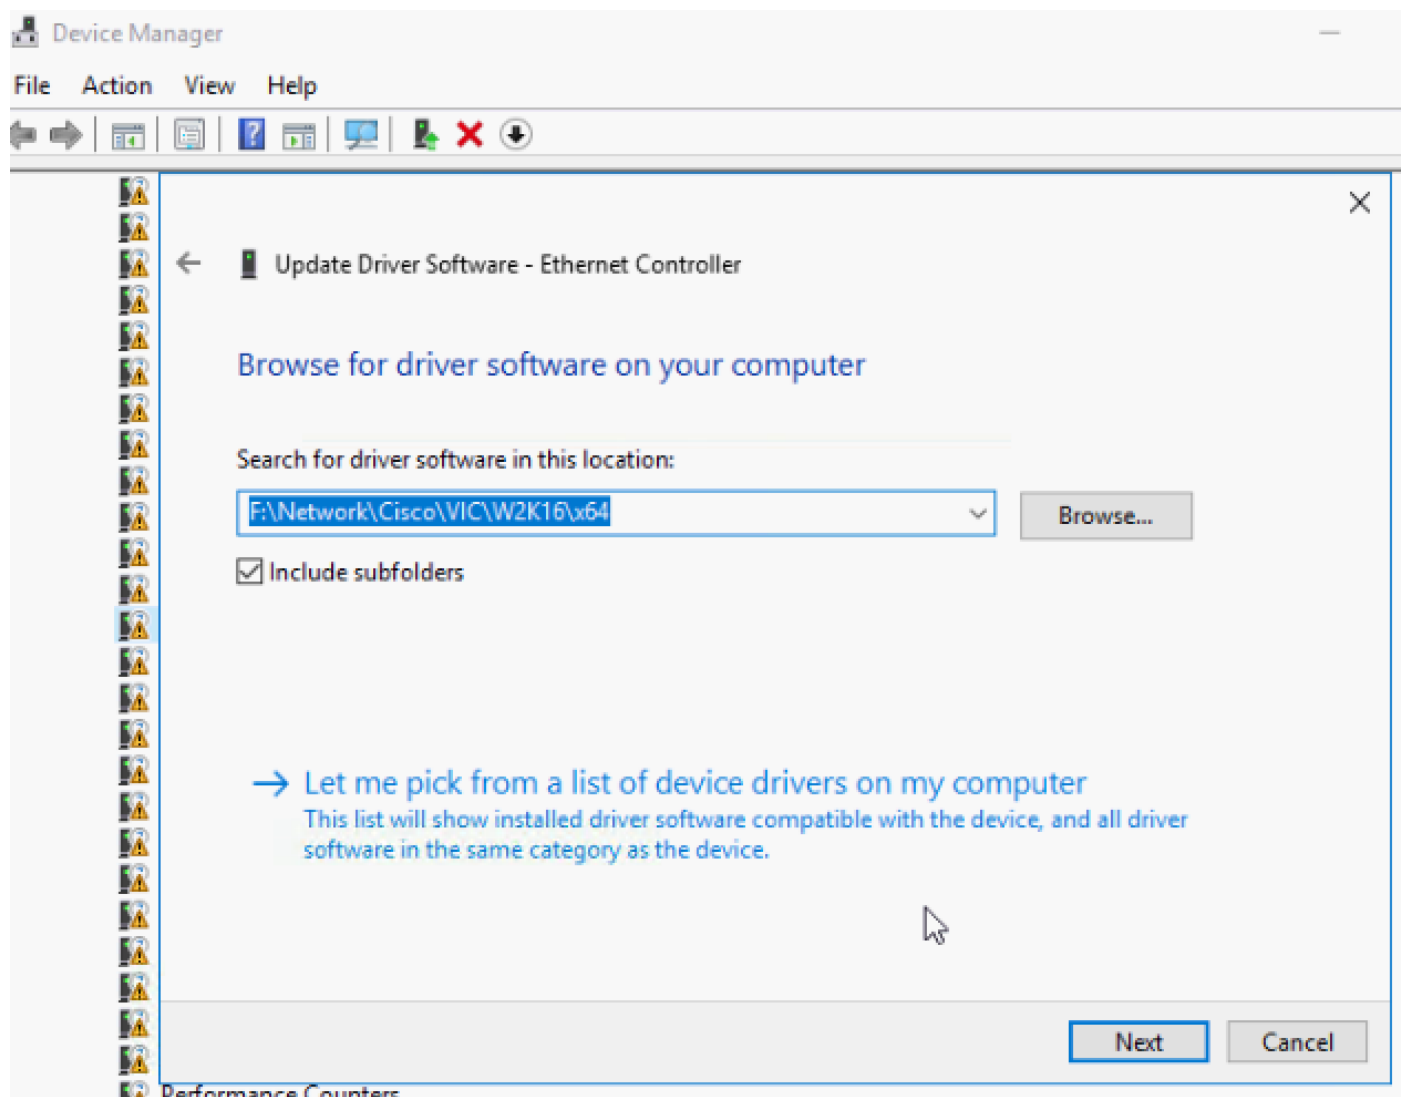 Device Manager
File Action View Help
Update Driver Software - Ethernet Controller
Browse for driver software on your computer
Search for driver software in this location:
F:\Network\Cisco\VIC\W2K16\x64
Browse...
Include subfolders
Let me pick from a list of device drivers on my computer
This list will show installed driver software compatible with the device, and all driver
software in the same category as the device.
Next Cancel
Performance Counters